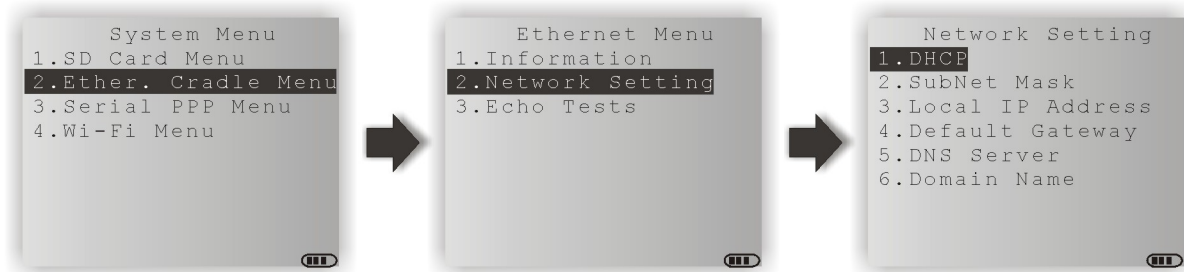 System Menu
1.SD Card Menu
2.Ether. Cradle Menu
3.Serial PPP Menu
4.Wi-Fi Menu
Ethernet Menu
1.Information
2.Network Setting
3.Echo Tests
Network Setting
1.DHCP
2.SubNet Mask
3.Local IP Address
4.Default Gateway
5.DNS Server
6.Domain Name